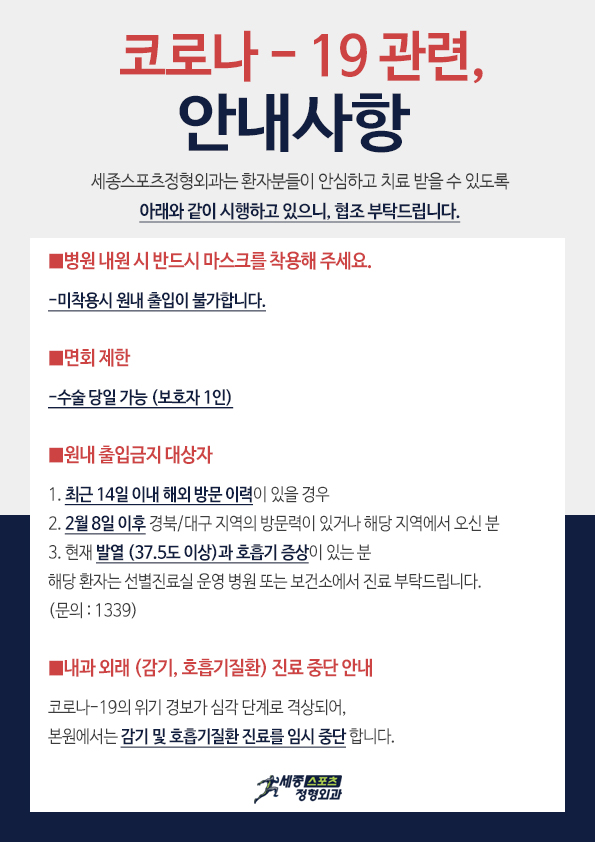 코로나 - 19 관련,
안내사항
세종스포츠정형외과는 환자분들이 안심하고 치료 받을 수 있도록
아래와 같이 시행하고 있으니, 협조 부탁드립니다.
■병원 내원 시 반드시 마스크를 착용해 주세요.
-미착용시 원내 출입이 불가합니다.
■면회 제한
-수술 당일 가능 (보호자 1인)
■원내 출입금지 대상자
1. 최근 14일 이내 해외 방문 이력이 있을 경우
2. 2월 8일 이후 경북/대구 지역의 방문력이 있거나 해당 지역에서 오신 분
3. 현재 발열 (37.5도 이상)과 호흡기 증상이 있는 분
해당 환자는 선별진료실 운영 병원 또는 보건소에서 진료 부탁드립니다.
(문의 : 1339)
■내과 외래 (감기, 호흡기질환) 진료 중단 안내
코로나-19의 위기 경보가 심각 단계로 격상되어,
본원에서는 감기 및 호흡기질환 진료를 임시 중단 합니다.
세종 스포츠
정형외과